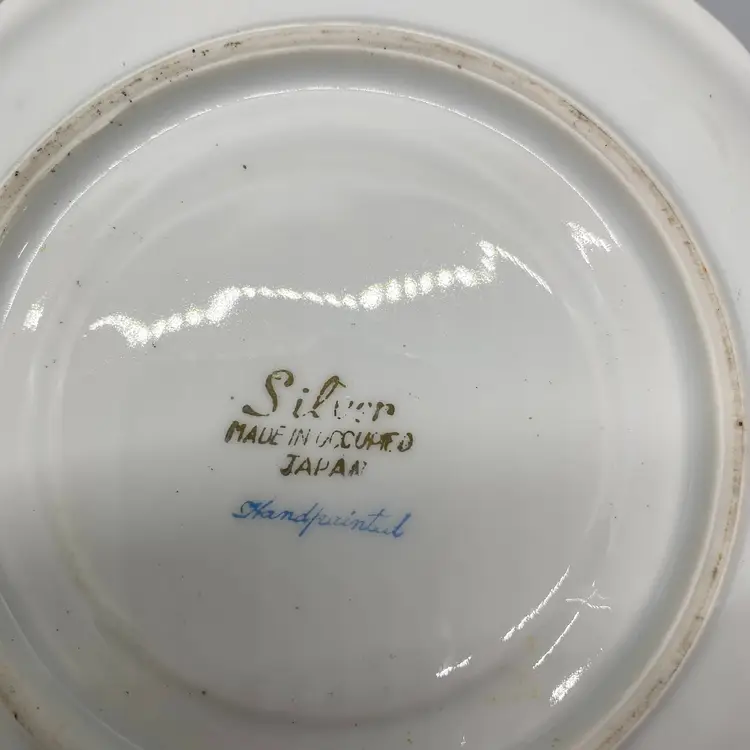 Silver
MADE IN OCCUPIED
JAPAN
Handpainted